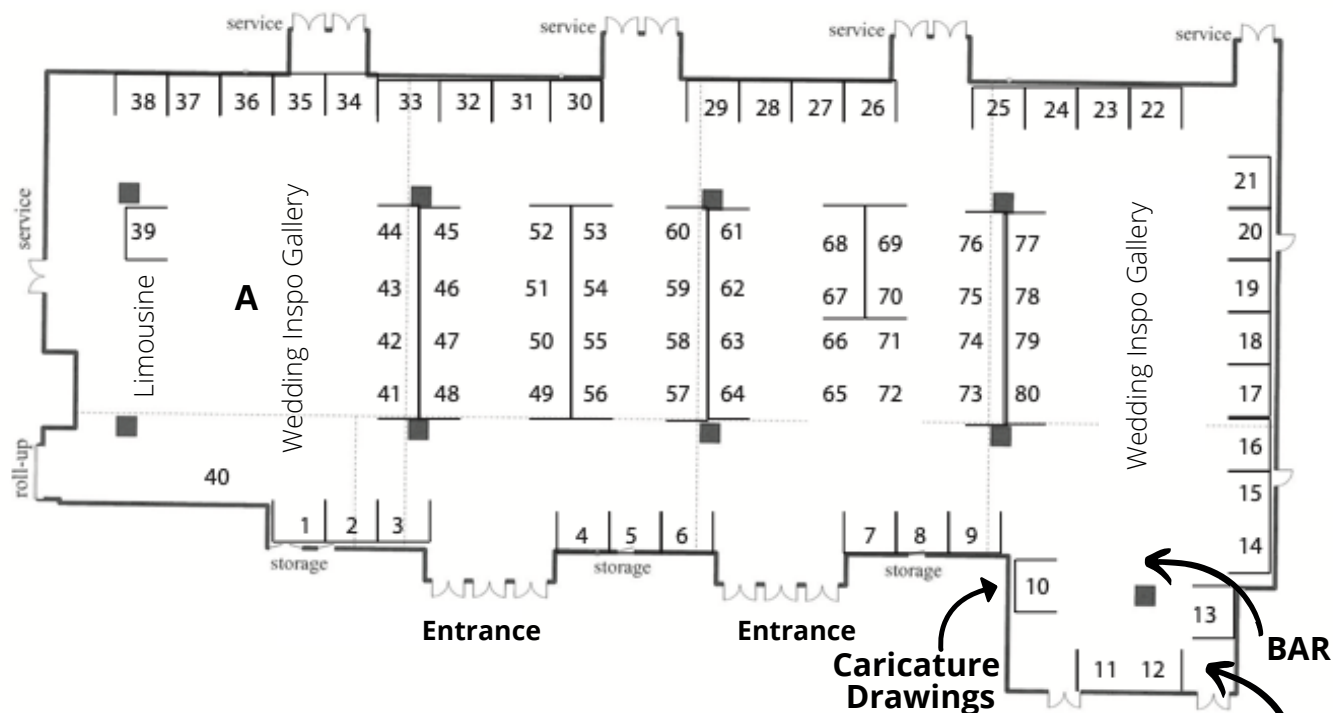 service
service
service
service
38 37 36 35 34 33 32 31 30 29 28 27 26 25 24 23 22
21
20
19
18
17
16
15
14
service
39
Limousine
A
Wedding Inspo Gallery
44 45 52 53 60 61 68 69 76 77
43 46 51 54 59 62 67 70 75 78
42 47 50 55 58 63 66 71 74 79
41 48 49 56 57 64 65 72 73 80
Wedding Inspo Gallery
roll-up
40
1 2 3 4 5 6 7 8 9
storage
storage
storage
10
13
11 12
Entrance
Entrance
Caricature
Drawings
BAR